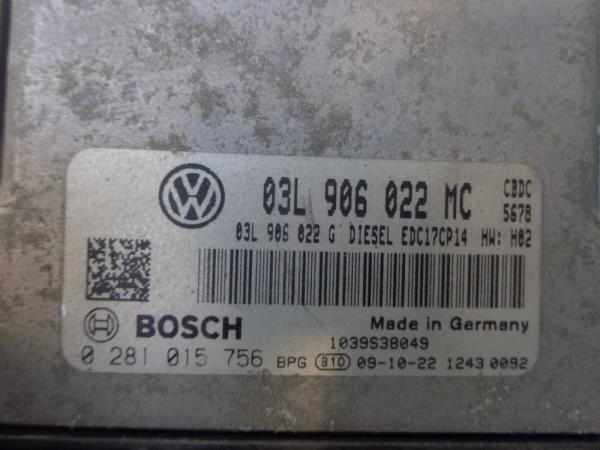 03L 906 022 MC CBDC
5678
03L 906 022 G DIESEL EDC17CP14 HW: H02
BOSCH Made in Germany
1039S38049
0 281 015 756 BPG 810 09-10-22 1243 0092